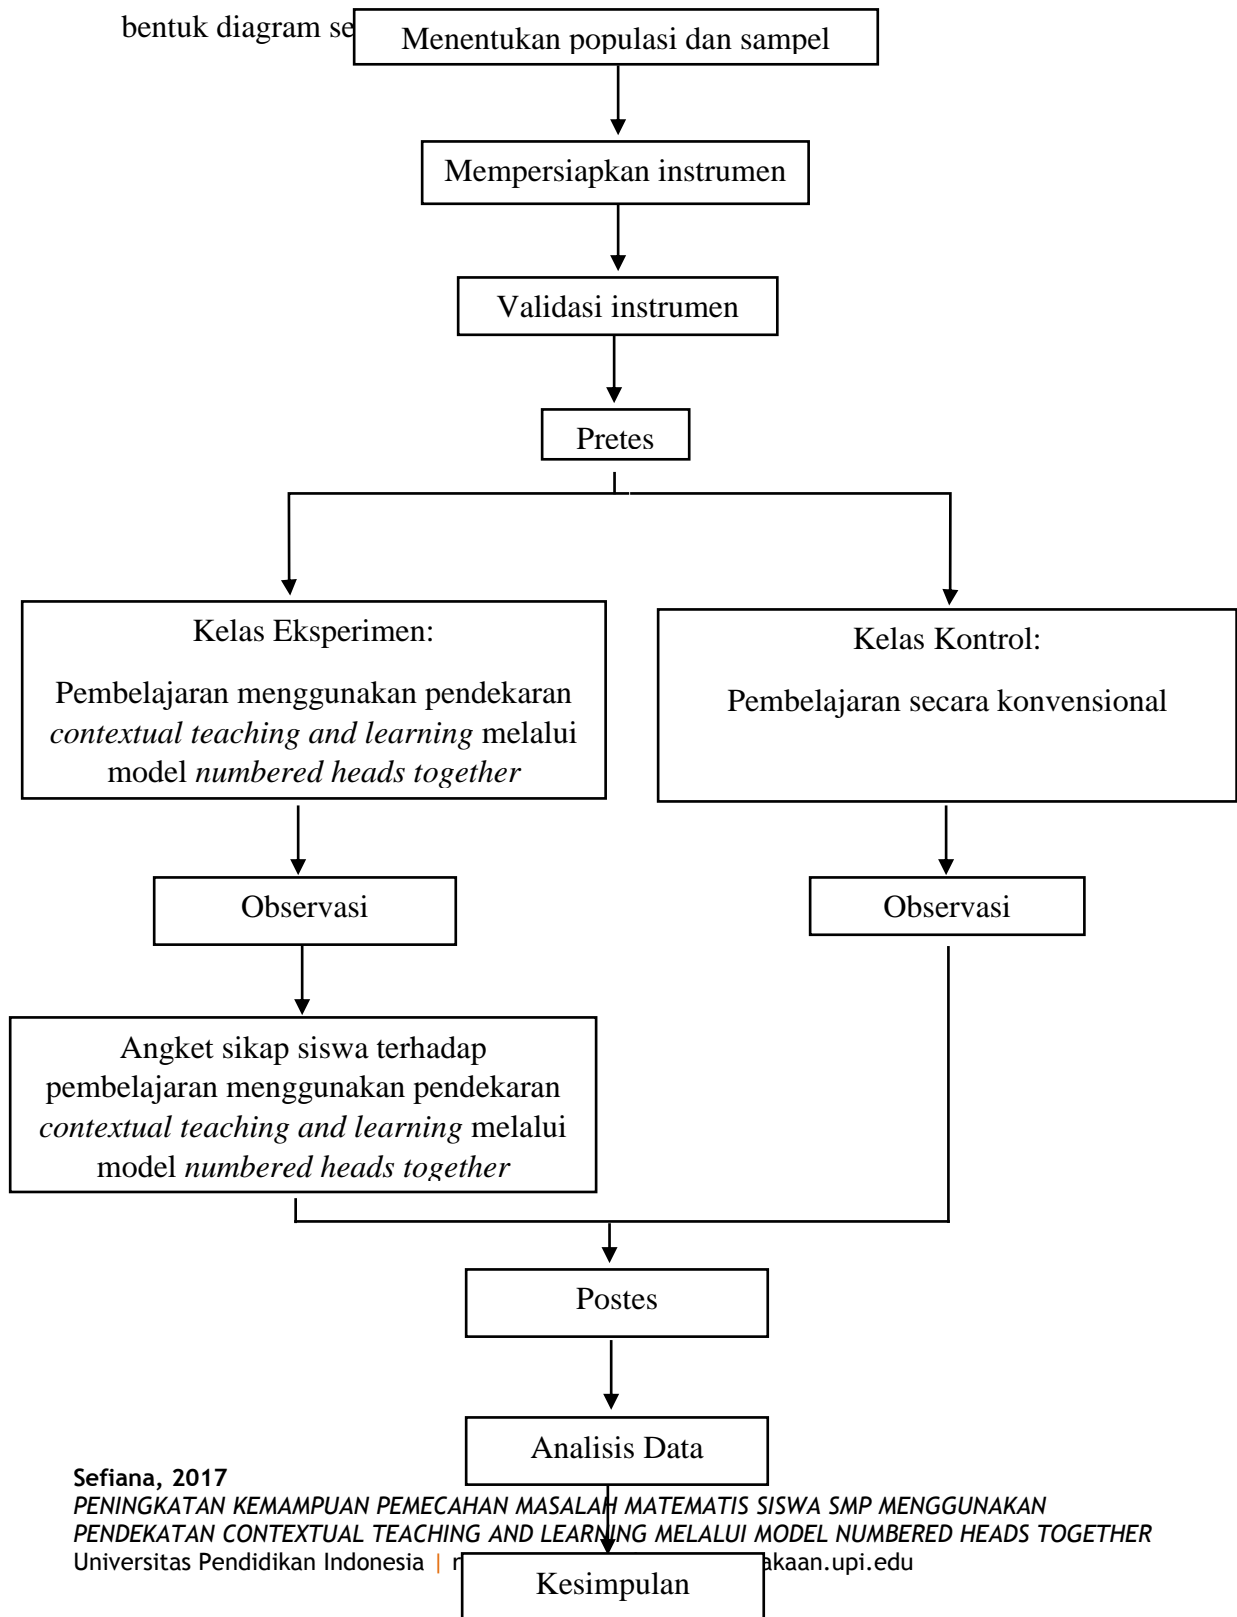 bentuk diagram se
Menentukan populasi dan sampel
Mempersiapkan instrumen
Validasi instrumen
Pretes
Kelas Eksperimen:
Pembelajaran menggunakan pendekaran
contextual teaching and learning melalui
model numbered heads together
Kelas Kontrol:
Pembelajaran secara konvensional
Observasi
Observasi
Angket sikap siswa terhadap
pembelajaran menggunakan pendekaran
contextual teaching and learning melalui
model numbered heads together
Postes
Analisis Data
Sefiana, 2017
PENINGKATAN KEMAMPUAN PEMECAHAN MASALAH MATEMATIS SISWA SMP MENGGUNAKAN
PENDEKATAN CONTEXTUAL TEACHING AND LEARNING MELALUI MODEL NUMBERED HEADS TOGETHER
Universitas Pendidikan Indonesia | akaan.upi.edu
Kesimpulan